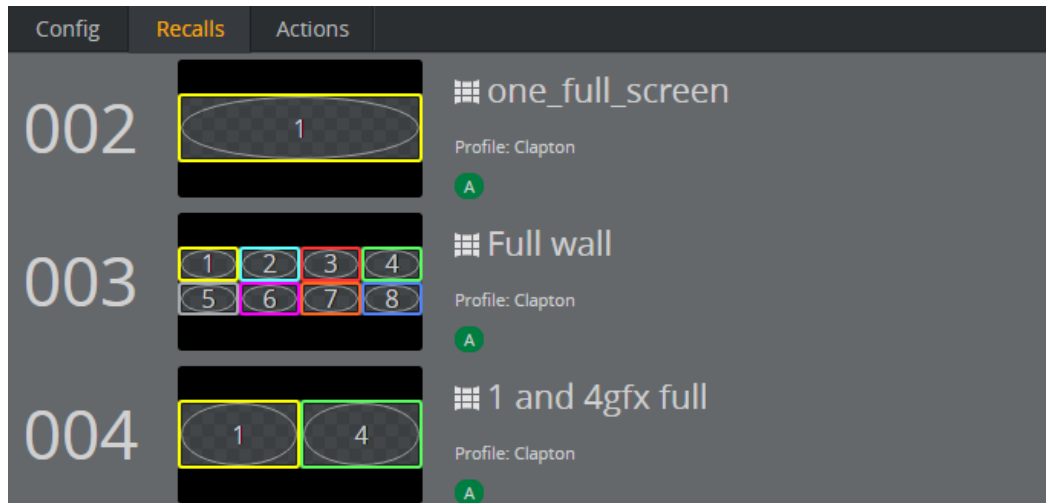 Config Recalls Actions
002
1
one_full_screen
Profile: Clapton
A
003
1 2 3 4
5 6 7 8
Full wall
Profile: Clapton
A
004
1 4
1 and 4gfx full
Profile: Clapton
A